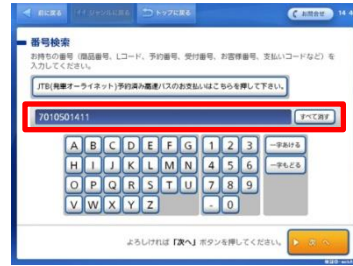 前に戻る
トップに戻る
お問合せ
14:4
番号検索
お持ちの番号（商品番号、Lコード、予約番号、受付番号、お客様番号、支払いコードなど）を
入力してください。
JTB(発車オーライネット)予約済み高速バスのお支払いはこちらを押して下さい。
7010501411
すべて消す
A B C D E F G 1 2 3 一字あける
H I J K L M N 4 5 6 一字もどる
O P Q R S T U 7 8 9
V W X Y Z - 0
よろしければ「次へ」ボタンを押してください。
次へ